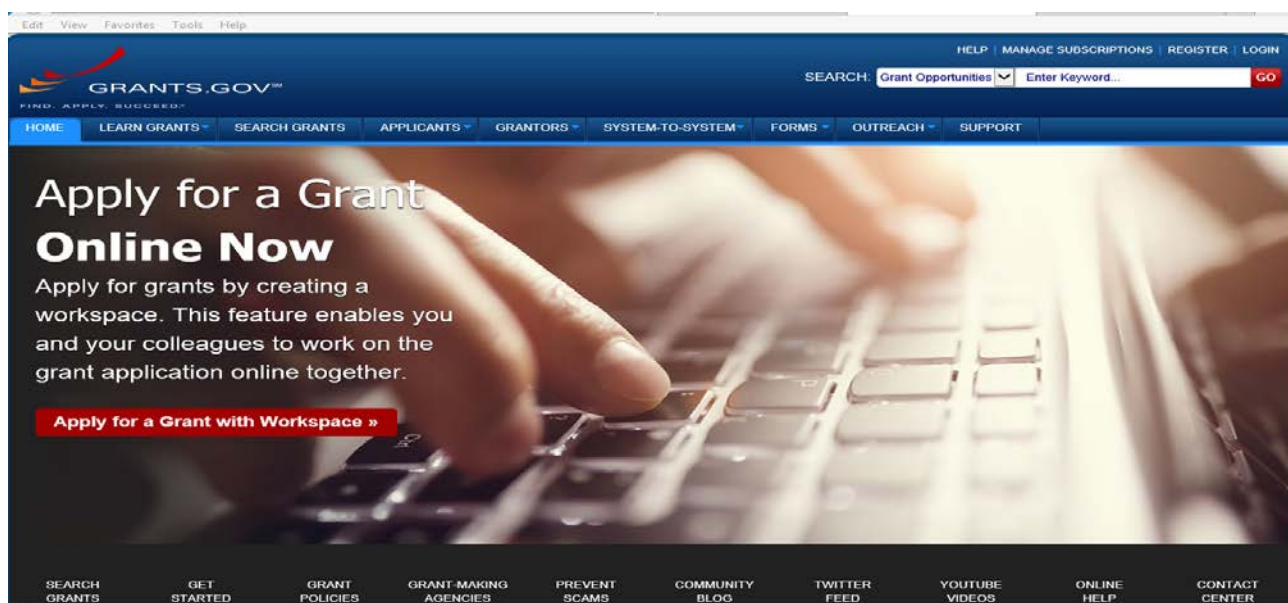 Edit View Favorites Tools Help
HELP | MANAGE SUBSCRIPTIONS | REGISTER | LOGIN
SEARCH: Grant Opportunities Enter Keyword... GO
GRANTS.GOV℠
FIND. APPLY. SUCCEED.℠
HOME LEARN GRANTS SEARCH GRANTS APPLICANTS GRANTORS SYSTEM-TO-SYSTEM FORMS OUTREACH SUPPORT
Apply for a Grant
Online Now
Apply for grants by creating a
workspace. This feature enables you
and your colleagues to work on the
grant application online together.
Apply for a Grant with Workspace »
SEARCH GRANTS
GET STARTED
GRANT POLICIES
GRANT-MAKING AGENCIES
PREVENT SCAMS
COMMUNITY BLOG
TWITTER FEED
YOUTUBE VIDEOS
ONLINE HELP
CONTACT CENTER